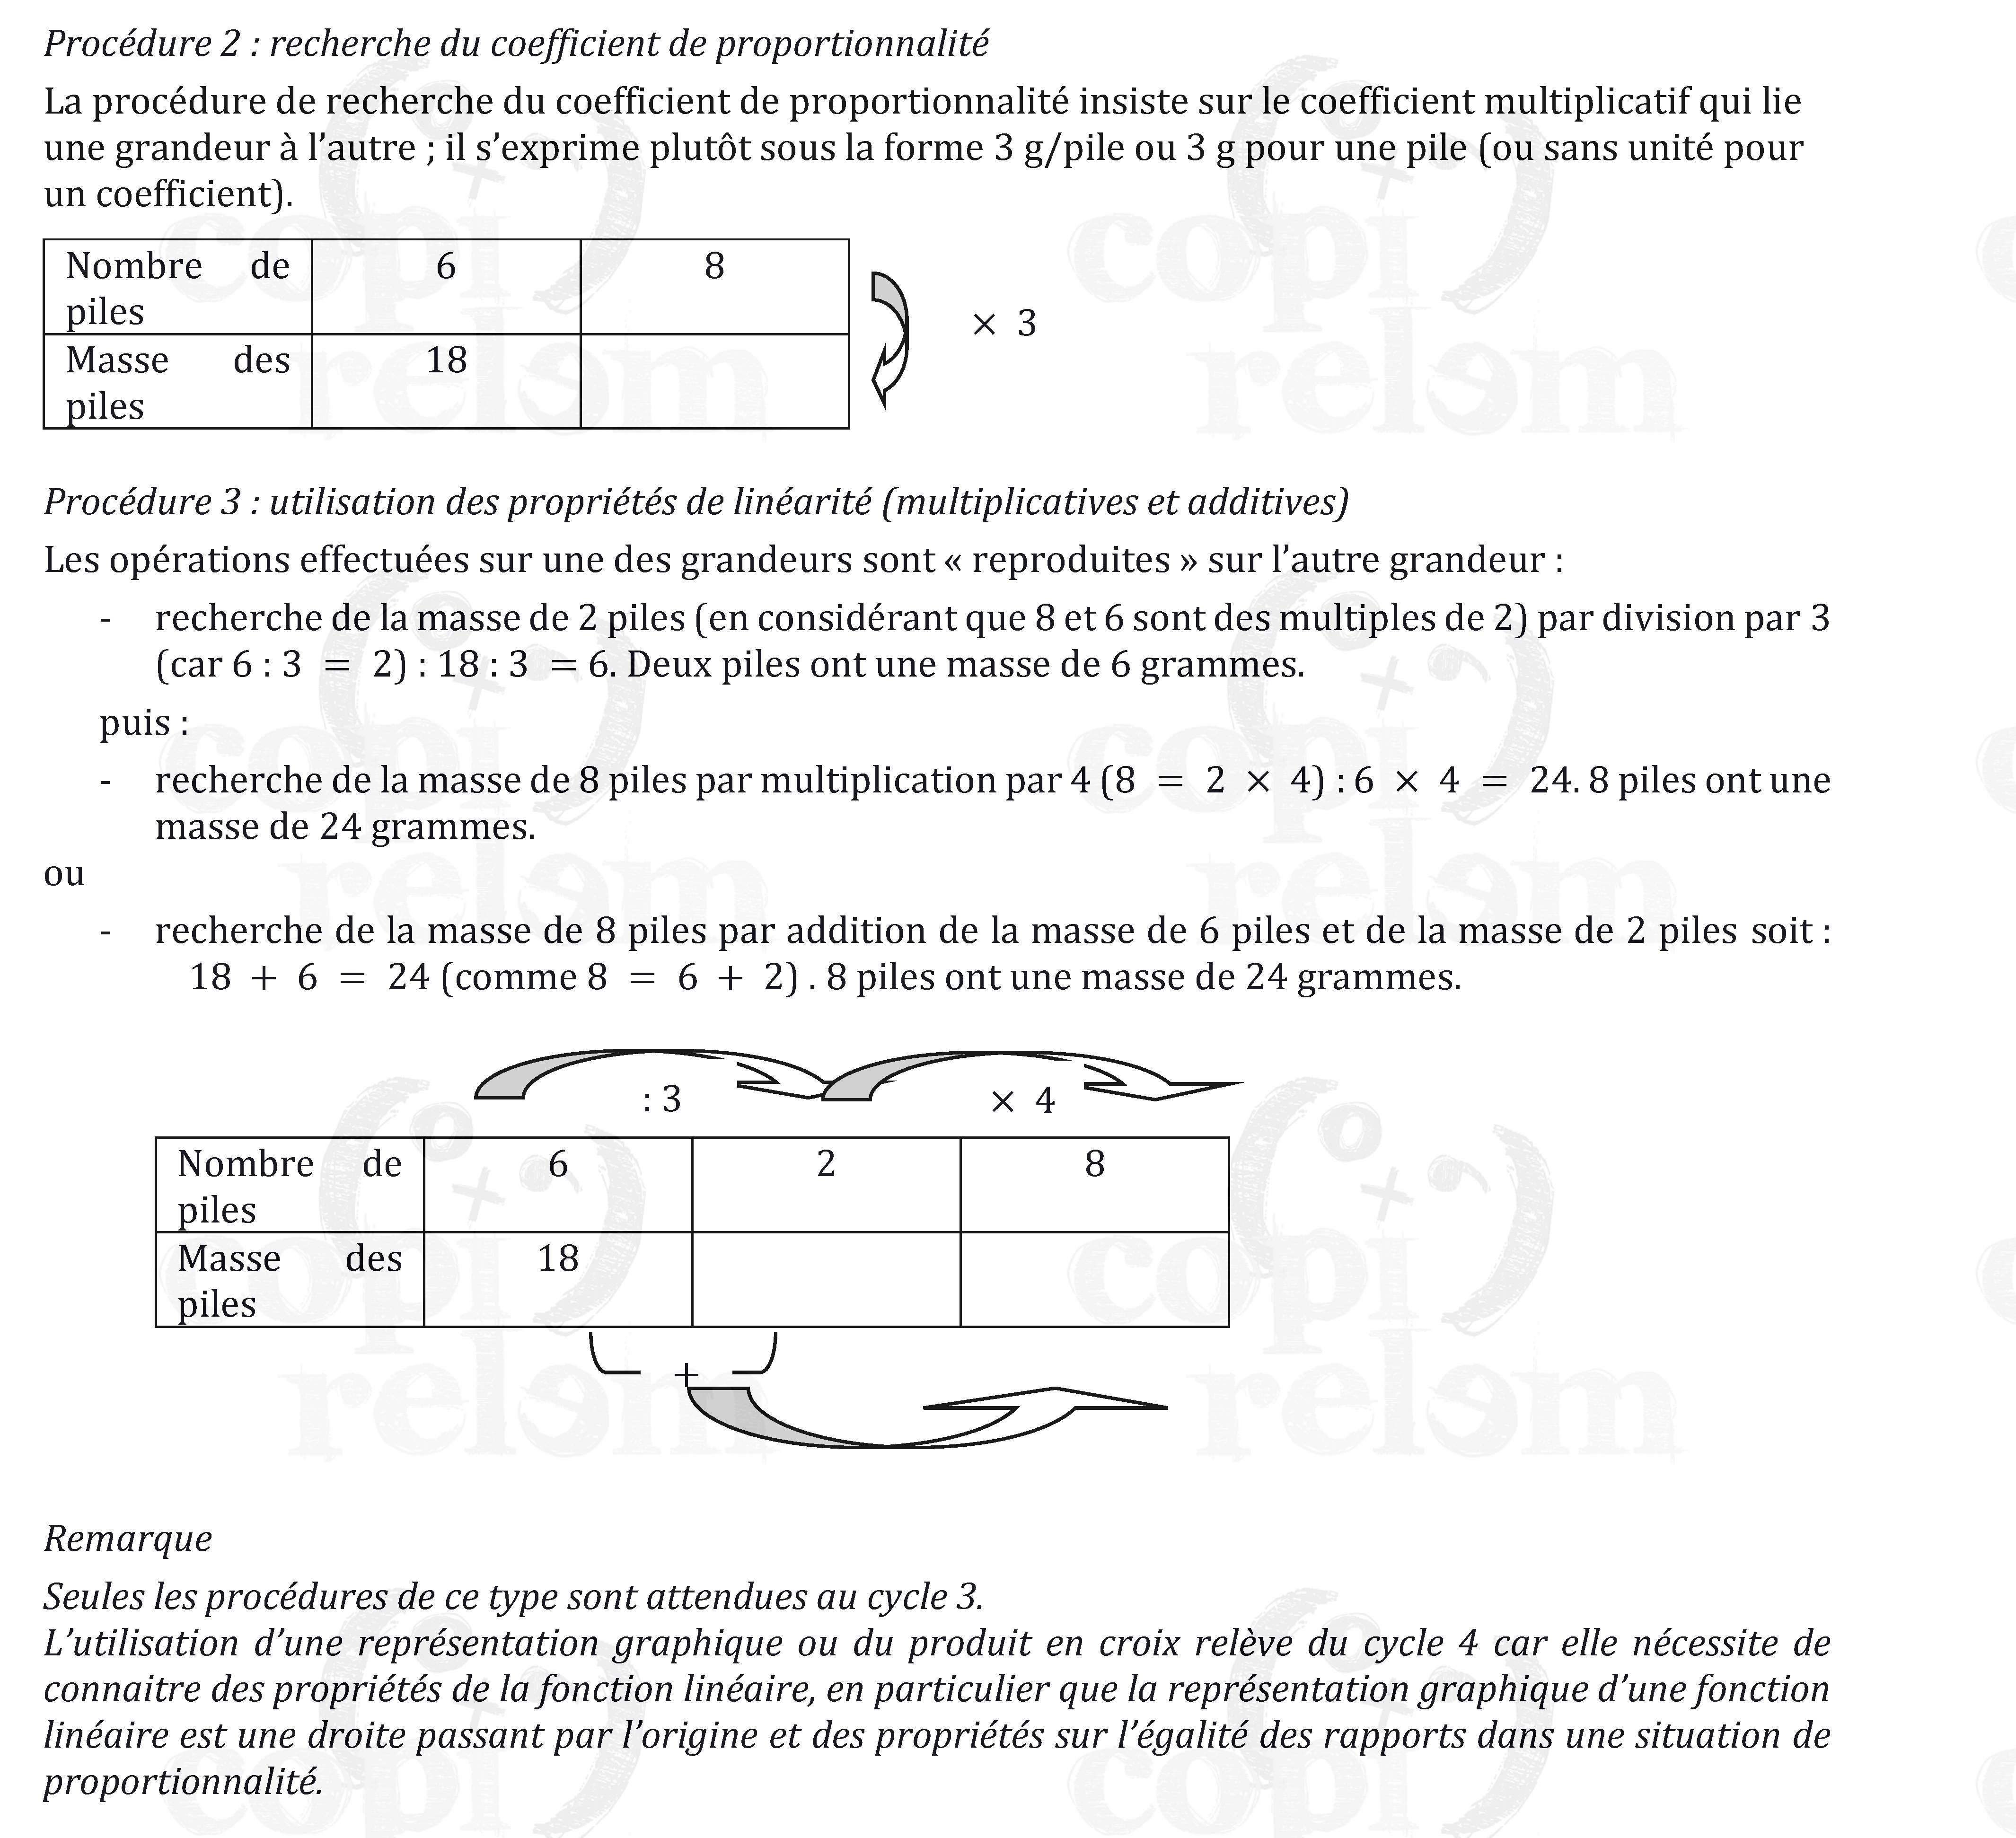 Procédure 2 : recherche du coefficient de proportionnalité
La procédure de recherche du coefficient de proportionnalité insiste sur le coefficient multiplicatif qui lie
une grandeur à l’autre ; il s’exprime plutôt sous la forme 3 g/pile ou 3 g pour une pile (ou sans unité pour
un coefficient).
Nombre de 6 8
piles
× 3
Masse des 18
piles
Procédure 3 : utilisation des propriétés de linéarité (multiplicatives et additives)
Les opérations effectuées sur une des grandeurs sont « reproduites » sur l’autre grandeur :
- recherche de la masse de 2 piles (en considérant que 8 et 6 sont des multiples de 2) par division par 3
(car 6 : 3 = 2) : 18 : 3 = 6. Deux piles ont une masse de 6 grammes.
puis :
- recherche de la masse de 8 piles par multiplication par 4 (8 = 2 × 4) : 6 × 4 = 24. 8 piles ont une
masse de 24 grammes.
ou
- recherche de la masse de 8 piles par addition de la masse de 6 piles et de la masse de 2 piles soit :
18 + 6 = 24 (comme 8 = 6 + 2) . 8 piles ont une masse de 24 grammes.
: 3 × 4
Nombre de 6 2 8
piles
Masse des 18
piles
+
Remarque
Seules les procédures de ce type sont attendues au cycle 3.
L’utilisation d’une représentation graphique ou du produit en croix relève du cycle 4 car elle nécessite de
connaitre des propriétés de la fonction linéaire, en particulier que la représentation graphique d’une fonction
linéaire est une droite passant par l’origine et des propriétés sur l’égalité des rapports dans une situation de
proportionnalité.
copi
relem